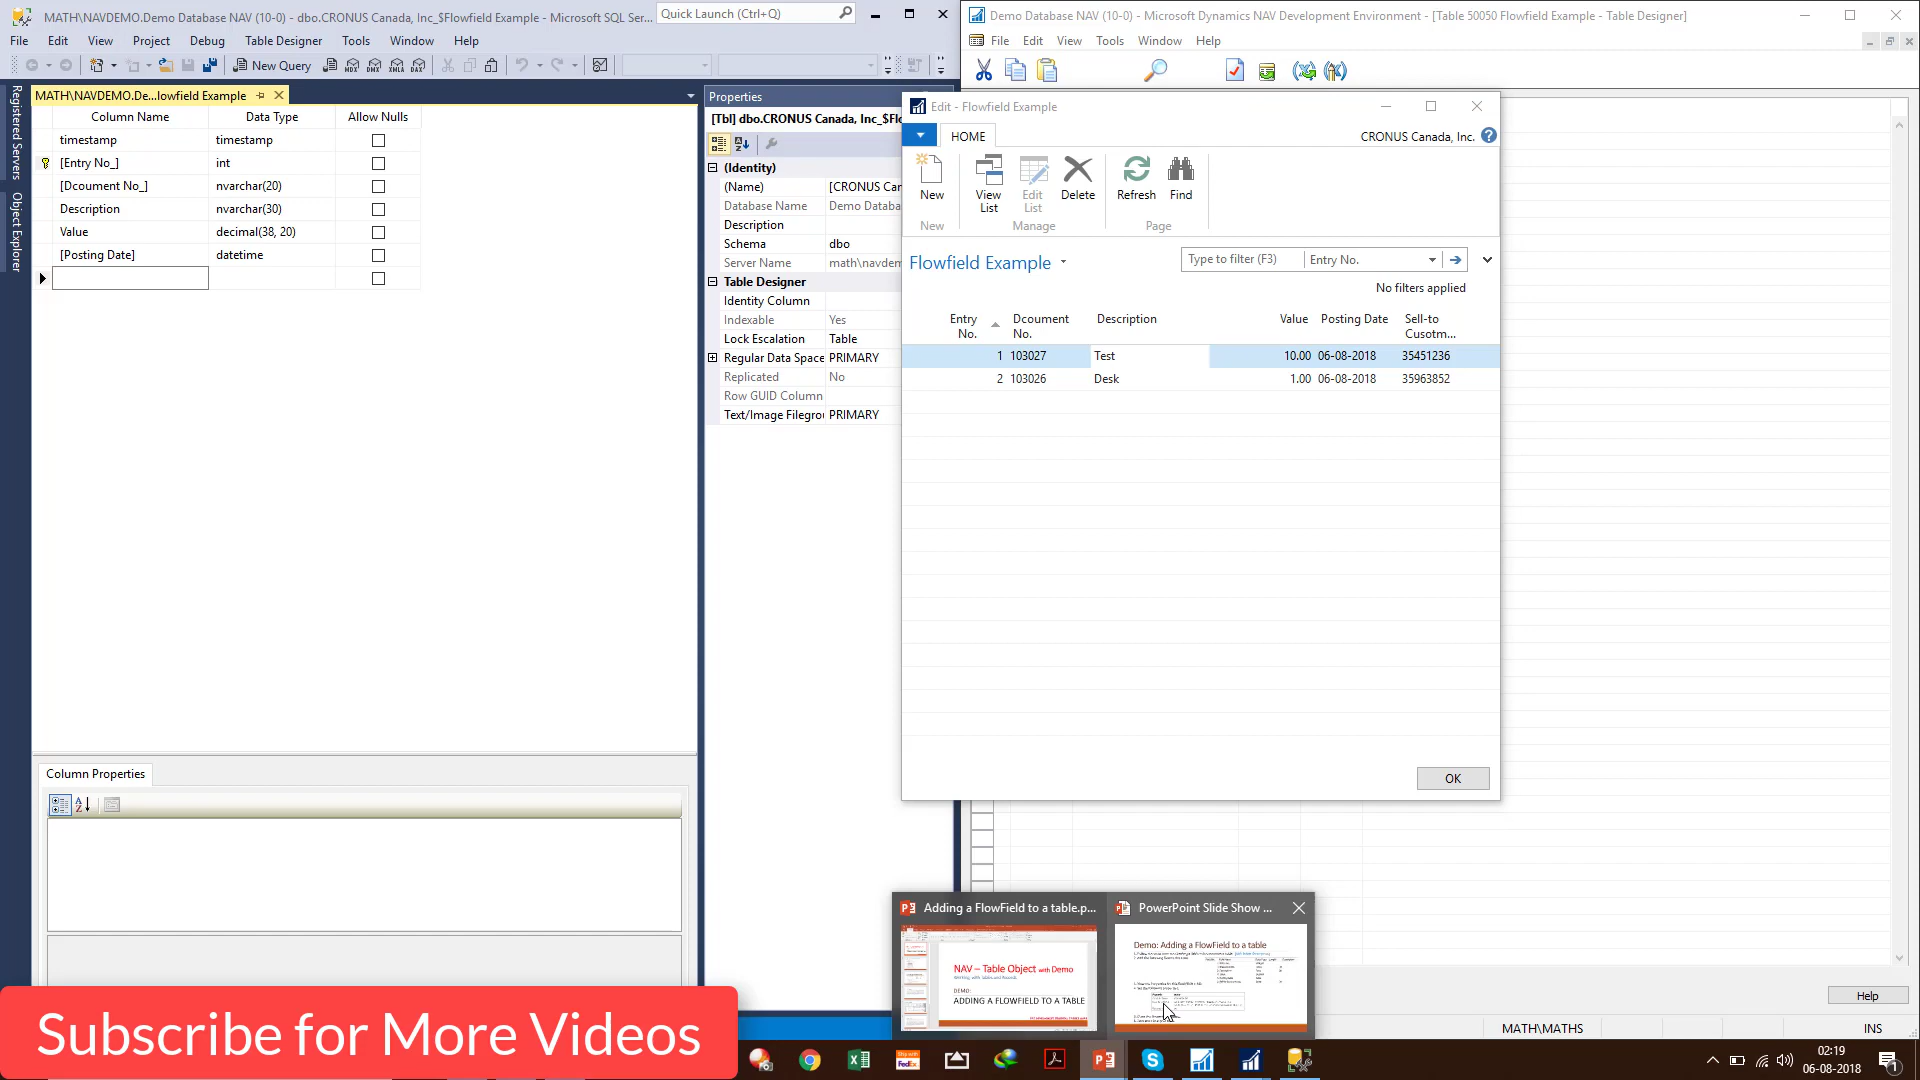 MATH\NAVDEMO.Demo Database NAV (10-0) - dbo.CRONUS Canada, Inc_$Flowfield Example - Microsoft SQL Ser...
Quick Launch (Ctrl+Q)
File Edit View Project Debug Table Designer Tools Window Help
New Query
MATH\NAVDEMO.De...lowfield Example
Registered Servers
Object Explorer
Column Name Data Type Allow Nulls
timestamp timestamp
[Entry No_] int
[Dcoument No_] nvarchar(20)
Description nvarchar(30)
Value decimal(38, 20)
[Posting Date] datetime
Column Properties
Properties
[Tbl] dbo.CRONUS Canada, Inc_$Flo
(Identity)
(Name) [CRONUS Can
Database Name Demo Databa
Description
Schema dbo
Server Name math\navdem
Table Designer
Identity Column
Indexable Yes
Lock Escalation Table
Regular Data Space PRIMARY
Replicated No
Row GUID Column
Text/Image Filegrou PRIMARY
Demo Database NAV (10-0) - Microsoft Dynamics NAV Development Environment - [Table 50050 Flowfield Example - Table Designer]
File Edit View Tools Window Help
Edit - Flowfield Example
HOME
CRONUS Canada, Inc.
New
View List
Edit List
Delete
Refresh
Find
New Manage Page
Flowfield Example
Type to filter (F3) Entry No.
No filters applied
Entry No. Dcoument No. Description Value Posting Date Sell-to Cusotm...
1 103027 Test 10.00 06-08-2018 35451236
2 103026 Desk 1.00 06-08-2018 35963852
OK
Help
MATH\MATHS INS
Adding a FlowField to a table.p...
NAV – Table Object with Demo
DEMO:
ADDING A FLOWFIELD TO A TABLE
PowerPoint Slide Show ...
Demo: Adding a FlowField to a table
Subscribe for More Videos
02:19
06-08-2018
1